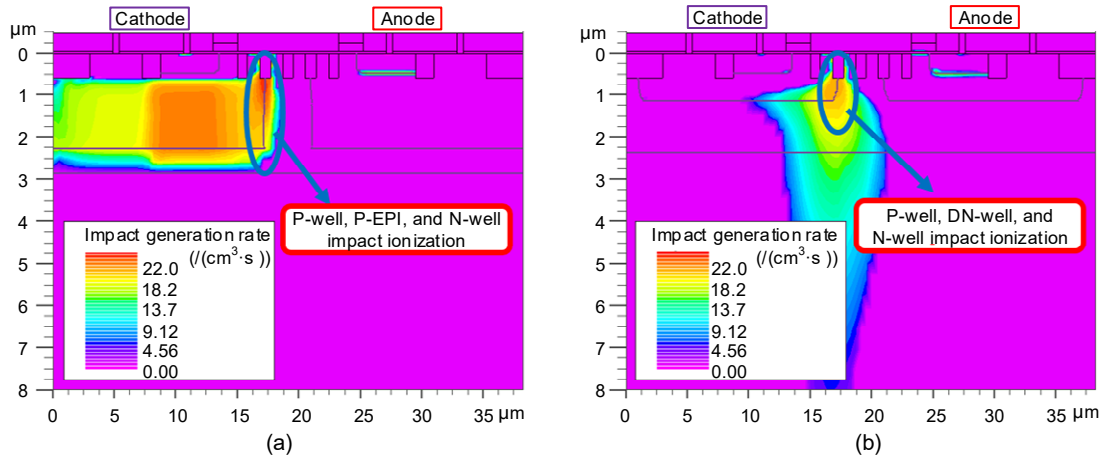 Cathode
Anode
µm
0
1
2
3
4
5
6
7
8
P-well, P-EPI, and N-well
impact ionization
Impact generation rate
(/(cm³·s ))
22.0
18.2
13.7
9.12
4.56
0.00
0 5 10 15 20 25 30 35 µm
(a)
Cathode
Anode
µm
0
1
2
3
4
5
6
7
8
P-well, DN-well, and
N-well impact ionization
Impact generation rate
(/(cm³·s ))
22.0
18.2
13.7
9.12
4.56
0.00
0 5 10 15 20 25 30 35 µm
(b)